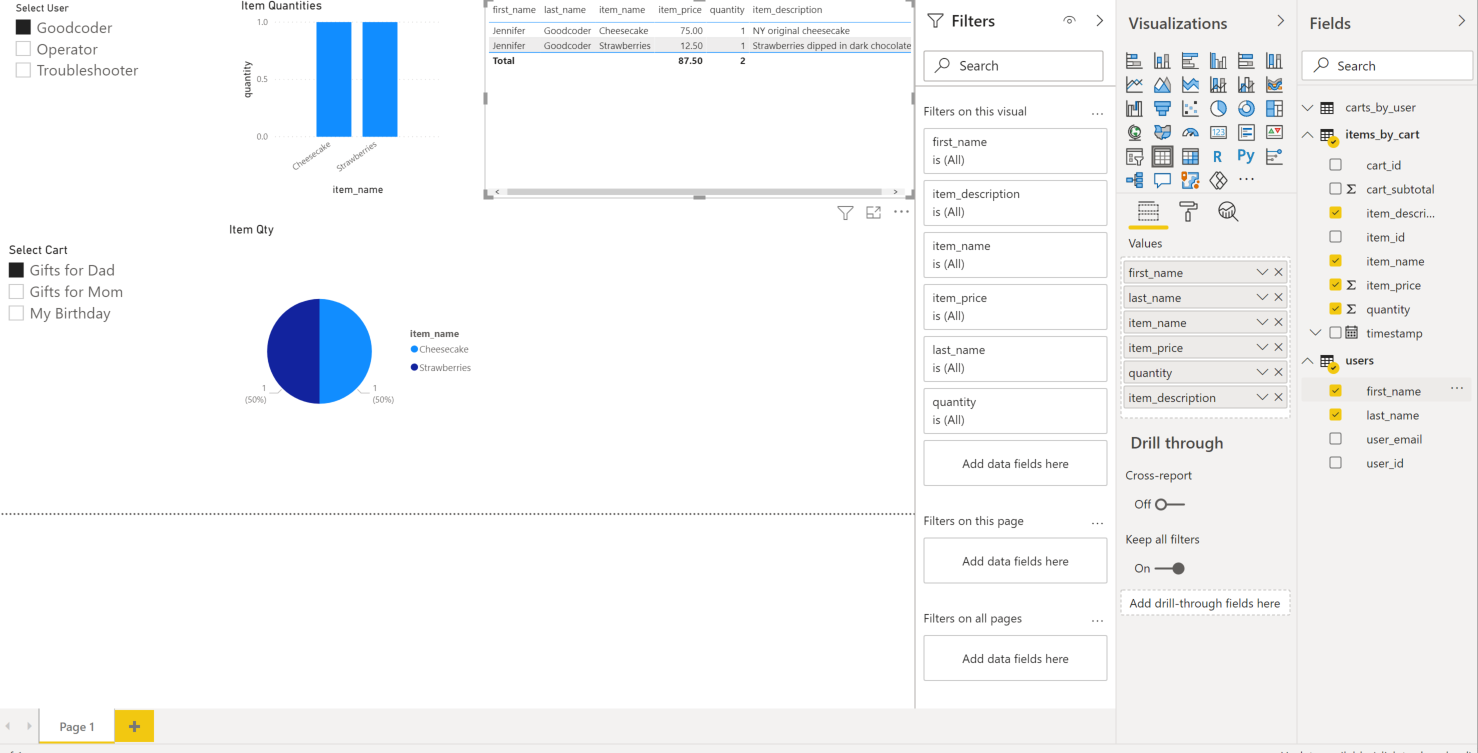 Select User
Goodcoder
Operator
Troubleshooter
Item Quantities
1.0
0.5
0.0
quantity
Cheesecake
Strawberries
item_name
first_name last_name item_name item_price quantity item_description
Jennifer Goodcoder Cheesecake 75.00 1 NY original cheesecake
Jennifer Goodcoder Strawberries 12.50 1 Strawberries dipped in dark chocolate
Total 87.50 2
Select Cart
Gifts for Dad
Gifts for Mom
My Birthday
Item Qty
1
(50%)
1
(50%)
item_name
Cheesecake
Strawberries
Page 1
+
Filters
Search
Filters on this visual ...
first_name
is (All)
item_description
is (All)
item_name
is (All)
item_price
is (All)
last_name
is (All)
quantity
is (All)
Add data fields here
Filters on this page ...
Add data fields here
Filters on all pages ...
Add data fields here
Visualizations
123
R Py
...
Values
first_name
last_name
item_name
item_price
quantity
item_description
Drill through
Cross-report
Off
Keep all filters
On
Add drill-through fields here
Fields
Search
carts_by_user
items_by_cart
cart_id
Σ cart_subtotal
item_descri...
item_id
item_name
Σ item_price
Σ quantity
timestamp
users
first_name ...
last_name
user_email
user_id